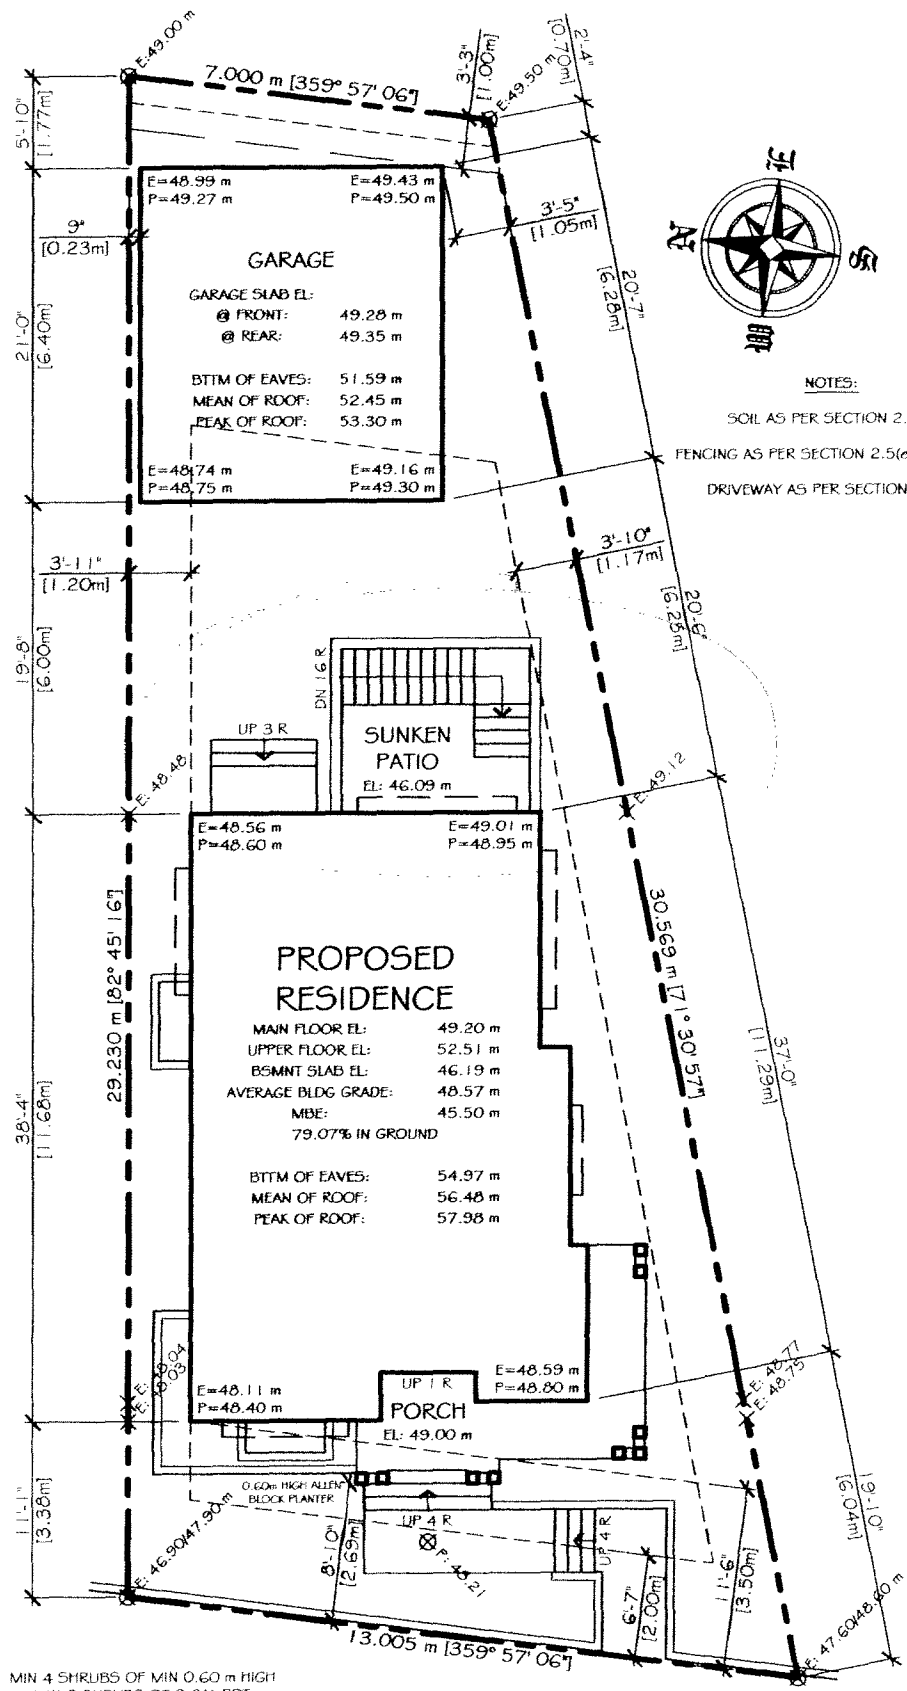 E: 49.00 m
7.000 m [359° 57' 06"]
3'-3"
[1.00m]
E: 49.50 m
2'-4"
[0.70m]
5'-10"
[1.77m]
E=48.99 m
P=49.27 m
E=49.43 m
P=49.50 m
9"
[0.23m]
3'-5"
[1.05m]
GARAGE
GARAGE SLAB EL:
@ FRONT: 49.28 m
@ REAR: 49.35 m
BTTM OF EAVES: 51.59 m
MEAN OF ROOF: 52.45 m
PEAK OF ROOF: 53.30 m
21'-0"
[6.40m]
20'-7"
[6.28m]
E=48.74 m
P=48.75 m
E=49.16 m
P=49.30 m
N
E
S
W
NOTES:
SOIL AS PER SECTION 2.
FENCING AS PER SECTION 2.5(e
DRIVEWAY AS PER SECTION
3'-11"
[1.20m]
3'-10"
[1.17m]
19'-8"
[6.00m]
20'-6"
[6.25m]
DN 16 R
UP 3 R
SUNKEN
PATIO
EL: 46.09 m
E: 48.48
E: 49.12
E=48.56 m
P=48.60 m
E=49.01 m
P=48.95 m
29.230 m [82° 45' 16"]
30.569 m [71° 30' 57"]
PROPOSED
RESIDENCE
MAIN FLOOR EL: 49.20 m
UPPER FLOOR EL: 52.51 m
BSMNT SLAB EL: 46.19 m
AVERAGE BLDG GRADE: 48.57 m
MBE: 45.50 m
79.07% IN GROUND
BTTM OF EAVES: 54.97 m
MEAN OF ROOF: 56.48 m
PEAK OF ROOF: 57.98 m
38'-4"
[11.68m]
37'-0"
[11.29m]
E: 48.04
E: 48.03
E: 48.77
E: 48.75
E=48.11 m
P=48.40 m
E=48.59 m
P=48.80 m
UP 1 R
PORCH
EL: 49.00 m
0.60m HIGH ALLEN
BLOCK PLANTER
UP 4 R
UP 4 R
P: 48.21
11'-1"
[3.38m]
E: 46.90/47.90 m
8'-10"
[2.69m]
6'-7"
[2.00m]
11'-6"
[3.50m]
19'-10"
[6.04m]
E: 47.60/48.60 m
13.005 m [359° 57' 06"]
MIN 4 SHRUBS OF MIN 0.60 m HIGH